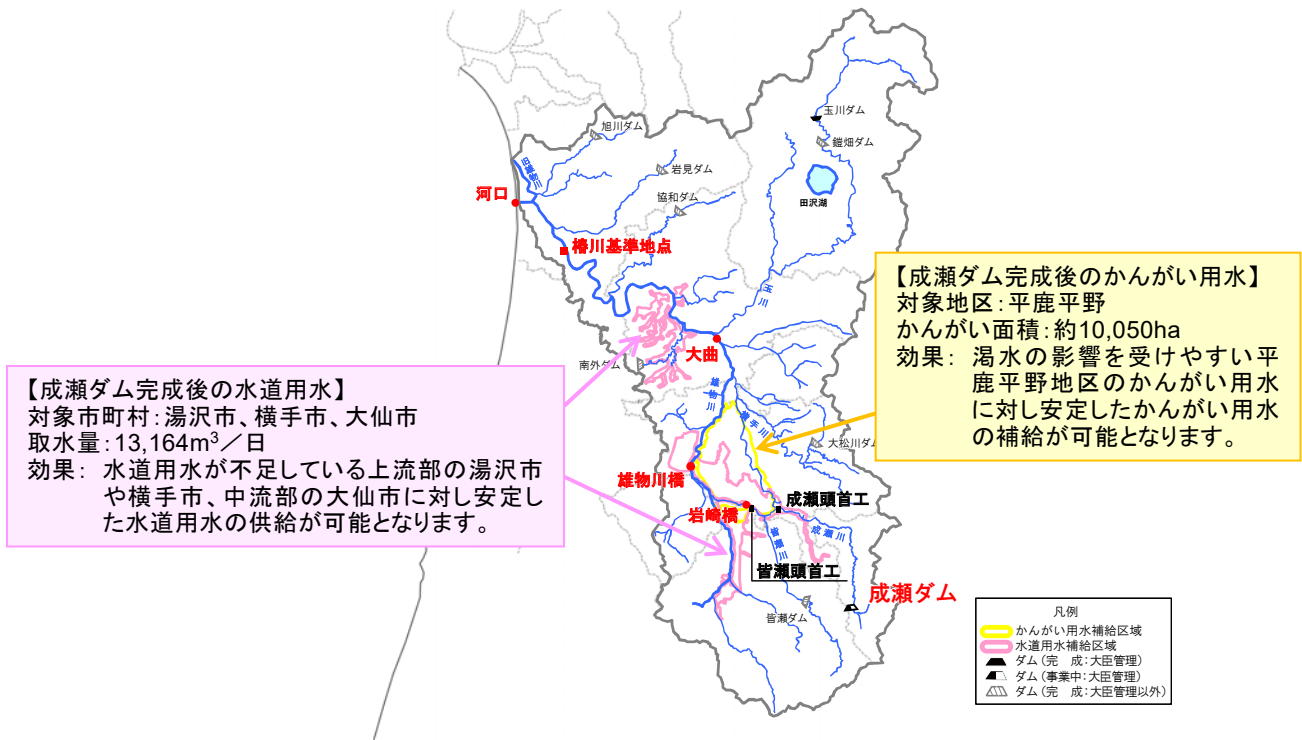 旭川ダム
玉川ダム
鎧畑ダム
岩見ダム
旧雄物川
河口
協和ダム
田沢湖
椿川基準地点
玉川
【成瀬ダム完成後のかんがい用水】
対象地区：平鹿平野
かんがい面積：約10,050ha
効果： 渇水の影響を受けやすい平
鹿平野地区のかんがい用水
に対し安定したかんがい用水
の補給が可能となります。
大曲
南外ダム
【成瀬ダム完成後の水道用水】
対象市町村：湯沢市、横手市、大仙市
取水量：13,164m³／日
効果： 水道用水が不足している上流部の湯沢市
や横手市、中流部の大仙市に対し安定し
た水道用水の供給が可能となります。
雄物川
横手川
大松川ダム
雄物川橋
成瀬頭首工
岩崎橋
皆瀬川
成瀬川
皆瀬頭首工
成瀬ダム
皆瀬ダム
凡例
かんがい用水補給区域
水道用水補給区域
ダム（完　成：大臣管理）
ダム（事業中：大臣管理）
ダム（完　成：大臣管理以外）